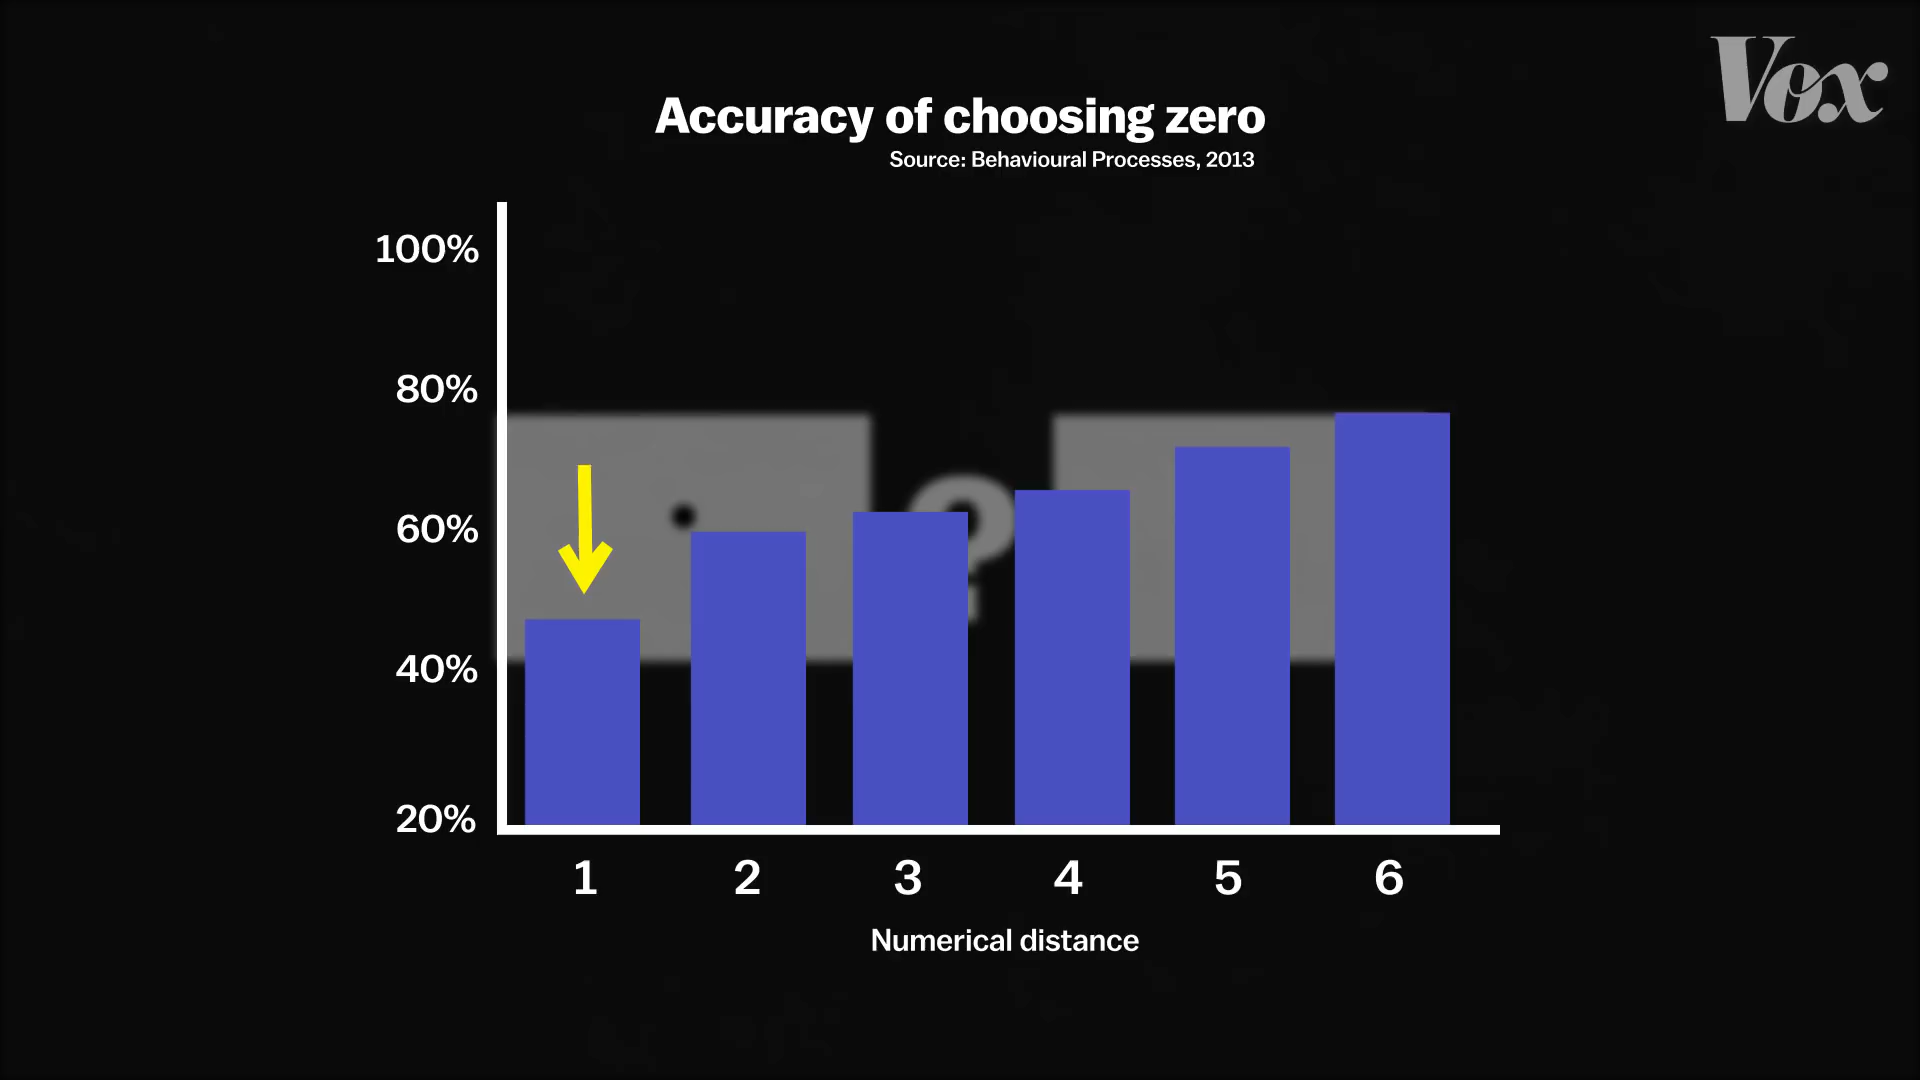 Vox
Accuracy of choosing zero
Source: Behavioural Processes, 2013
100%
80%
60%
40%
20%
?
1 2 3 4 5 6
Numerical distance